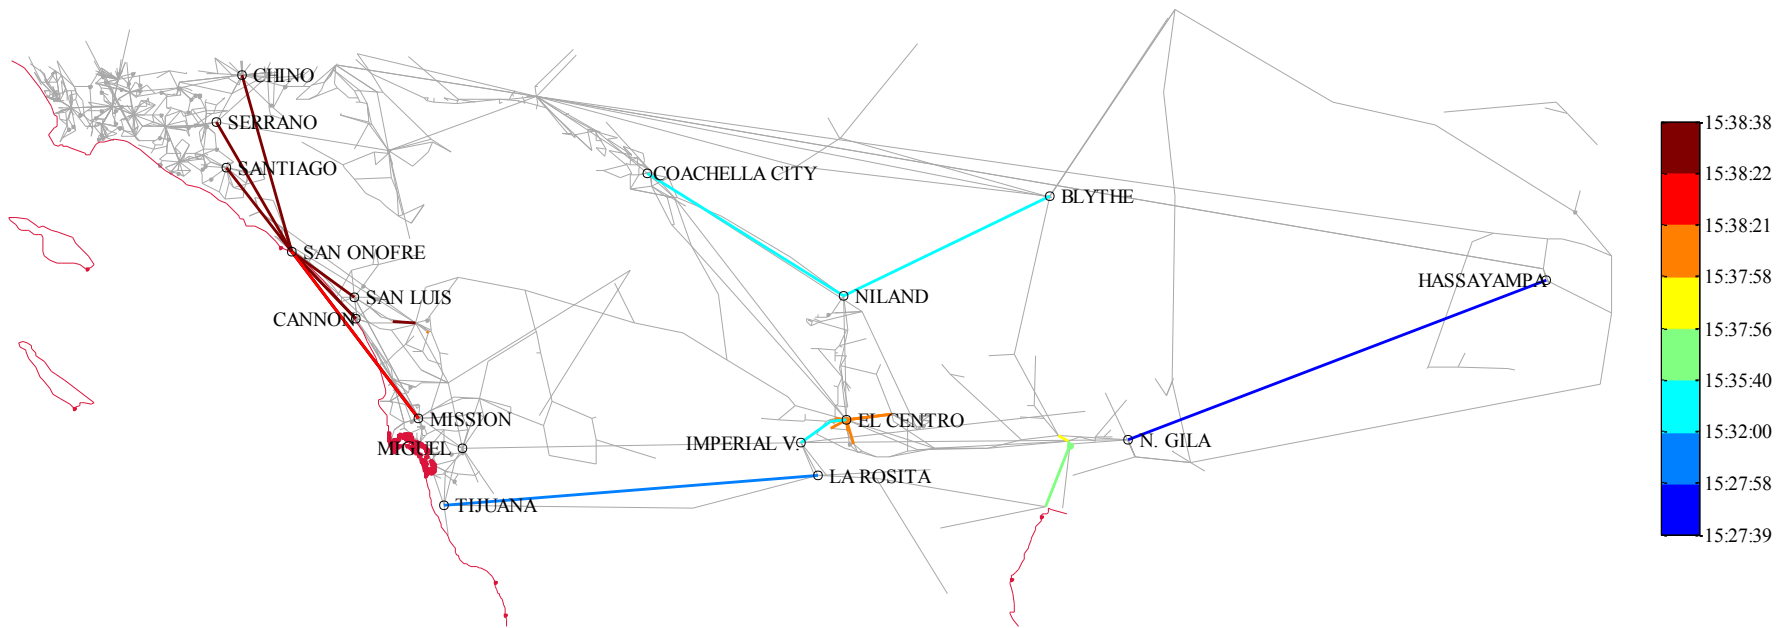 CHINO
SERRANO
SANTIAGO
COACHELLA CITY
BLYTHE
SAN ONOFRE
HASSAYAMPA
SAN LUIS
NILAND
CANNON
MISSION
EL CENTRO
MIGUEL
IMPERIAL V.
N. GILA
LA ROSITA
TIJUANA
15:38:38
15:38:22
15:38:21
15:37:58
15:37:56
15:35:40
15:32:00
15:27:58
15:27:39